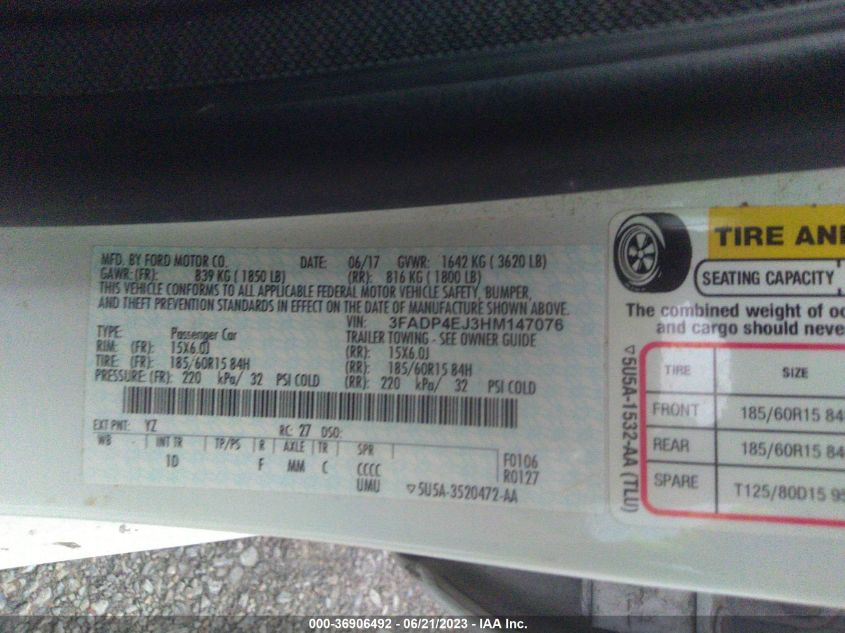 MFD. BY FORD MOTOR CO. DATE: 06/17 GVWR: 1642 KG ( 3620 LB)
GAWR: (FR): 839 KG ( 1850 LB) (RR): 816 KG ( 1800 LB)
THIS VEHICLE CONFORMS TO ALL APPLICABLE FEDERAL MOTOR VEHICLE SAFETY, BUMPER,
AND THEFT PREVENTION STANDARDS IN EFFECT ON THE DATE OF MANUFACTURE SHOWN ABOVE.
VIN: 3FADP4EJ3HM147076
TYPE: Passenger Car TRAILER TOWING - SEE OWNER GUIDE
RIM: (FR): 15X6.0J (RR): 15X6.0J
TIRE: (FR): 185/60R15 84H (RR): 185/60R15 84H
PRESSURE: (FR): 220 kPa/ 32 PSI COLD (RR): 220 kPa/ 32 PSI COLD
EXT PNT: YZ RC: 27 DSO:
WB INT TR TP/PS R AXLE TR SPR
- 1D F MM C CCCC
UMU
F0106
R0127
5U5A-3520472-AA
TIRE AND
SEATING CAPACITY
The combined weight of oc
and cargo should neve
TIRE SIZE
FRONT 185/60R15 84
REAR 185/60R15 84
SPARE T125/80D15 95
5U5A-1532-AA (TLU)
000-36906492 - 06/21/2023 - IAA Inc.